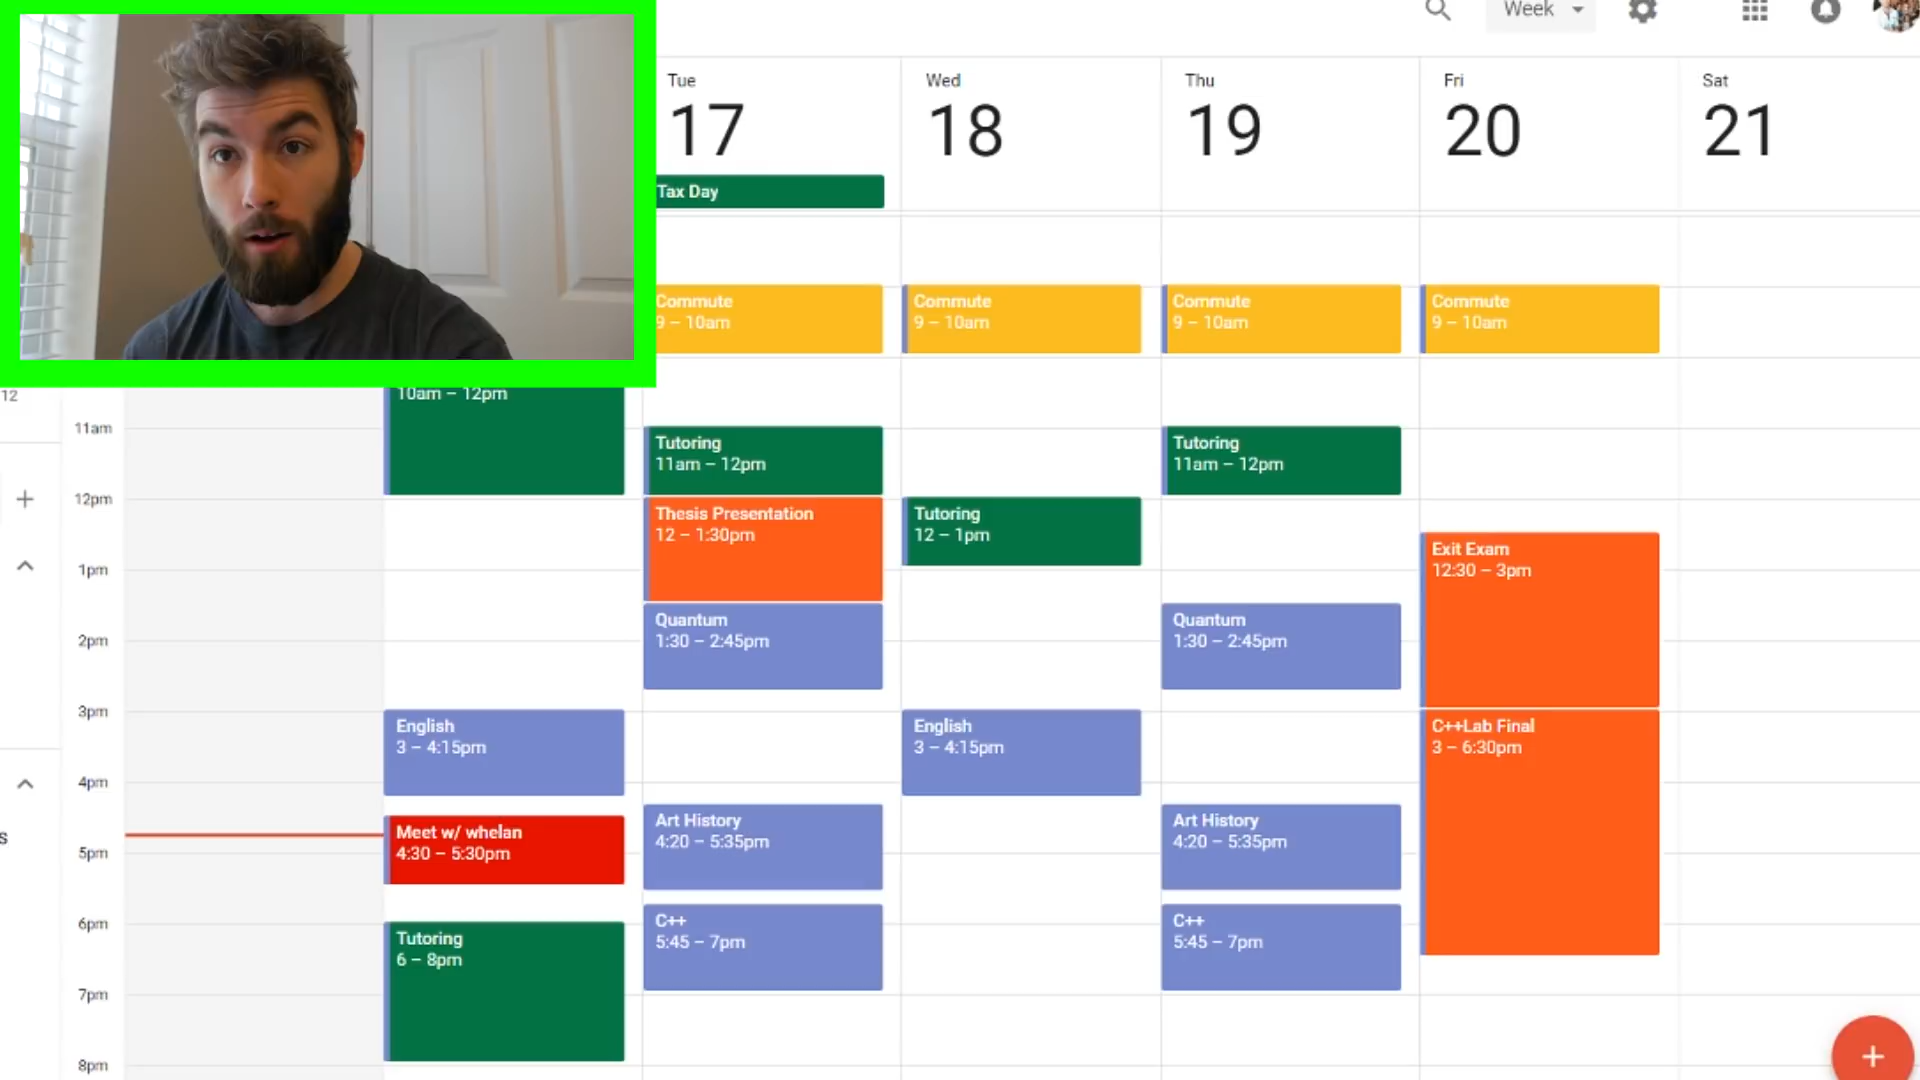 Week
Tue
17
Wed
18
Thu
19
Fri
20
Sat
21
Tax Day
Commute
9 – 10am
Commute
9 – 10am
Commute
9 – 10am
Commute
9 – 10am
12
10am – 12pm
11am
12pm
1pm
2pm
3pm
4pm
5pm
6pm
7pm
8pm
English
3 – 4:15pm
Meet w/ whelan
4:30 – 5:30pm
Tutoring
6 – 8pm
Tutoring
11am – 12pm
Thesis Presentation
12 – 1:30pm
Quantum
1:30 – 2:45pm
Art History
4:20 – 5:35pm
C++
5:45 – 7pm
Tutoring
12 – 1pm
English
3 – 4:15pm
Tutoring
11am – 12pm
Quantum
1:30 – 2:45pm
Art History
4:20 – 5:35pm
C++
5:45 – 7pm
Exit Exam
12:30 – 3pm
C++Lab Final
3 – 6:30pm
s